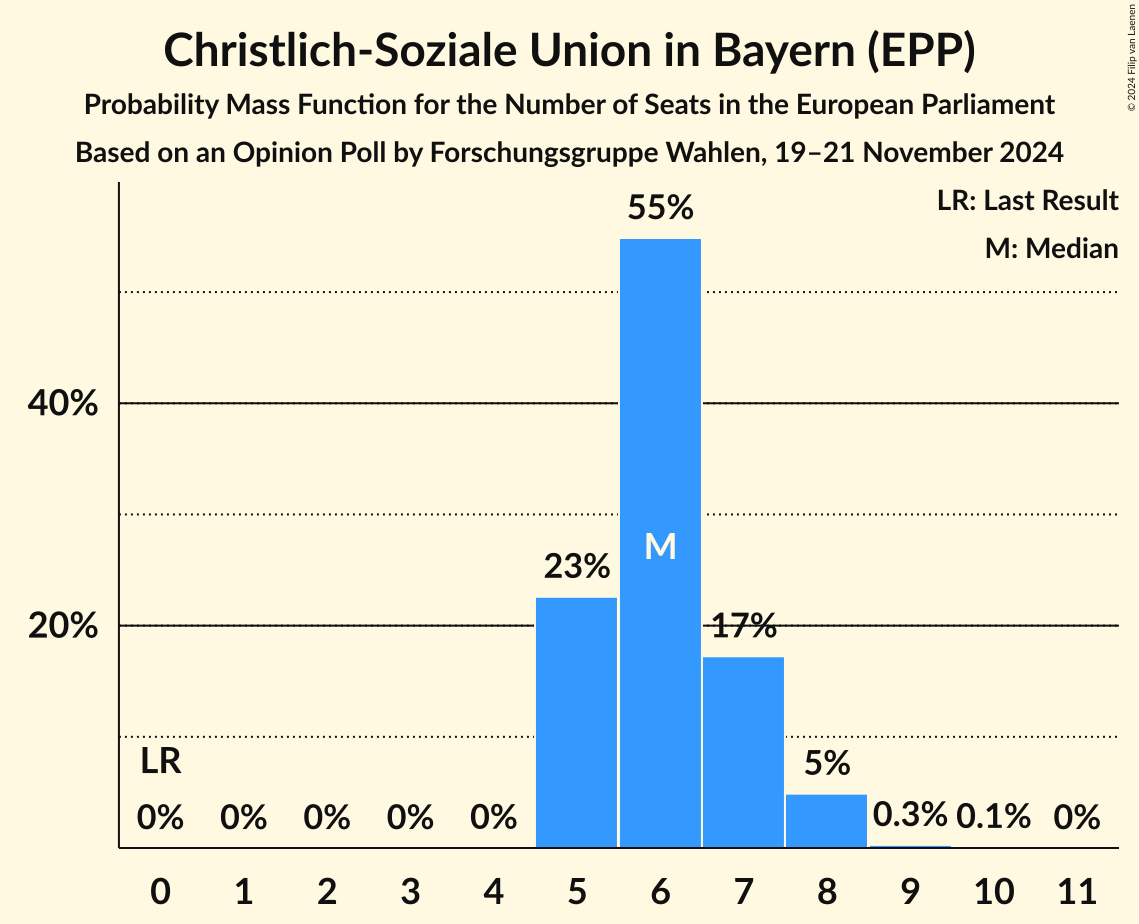 Christlich-Soziale Union in Bayern (EPP)
Probability Mass Function for the Number of Seats in the European Parliament
Based on an Opinion Poll by Forschungsgruppe Wahlen, 19–21 November 2024
© 2024 Filip van Laenen
LR: Last Result
M: Median
55%
40%
M
23%
20%
17%
LR
5%
0% 0% 0% 0% 0% 0.3% 0.1% 0%
0 1 2 3 4 5 6 7 8 9 10 11